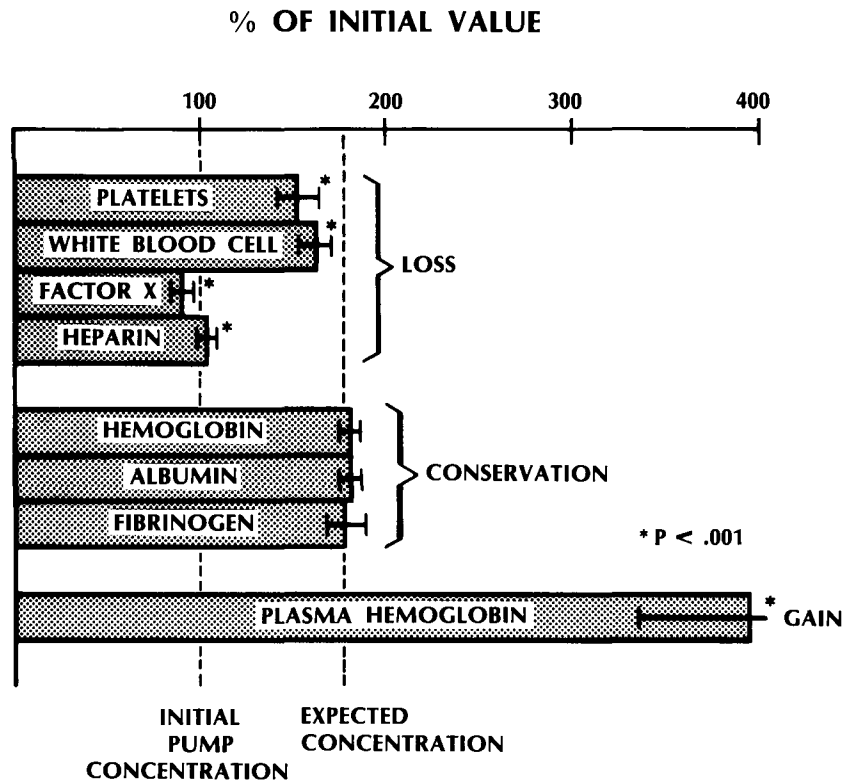 % OF INITIAL VALUE
100 200 300 400
PLATELETS *
WHITE BLOOD CELL *
LOSS
FACTOR X *
HEPARIN *
HEMOGLOBIN
ALBUMIN
CONSERVATION
FIBRINOGEN
* P < .001
PLASMA HEMOGLOBIN * GAIN
INITIAL
PUMP
CONCENTRATION
EXPECTED
CONCENTRATION